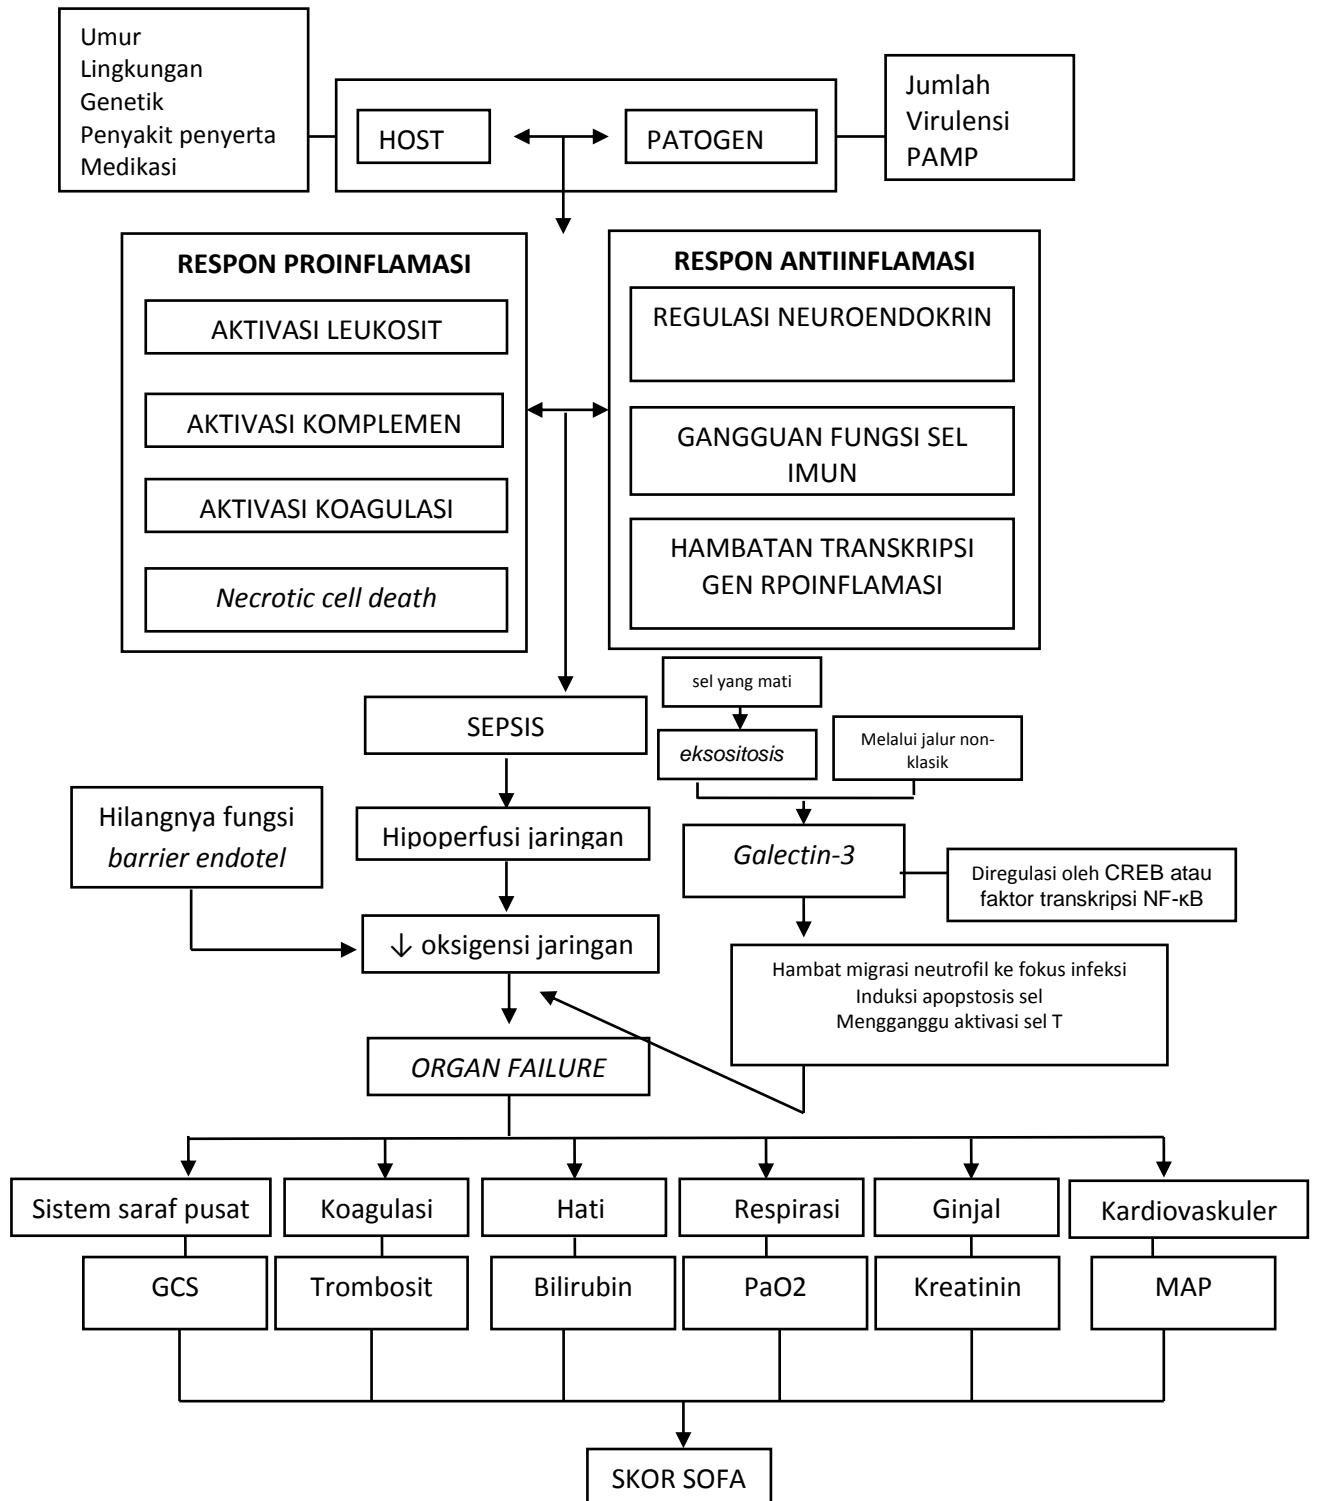 Umur
Lingkungan
Genetik
Penyakit penyerta
Medikasi
HOST
PATOGEN
Jumlah
Virulensi
PAMP
RESPON PROINFLAMASI
AKTIVASI LEUKOSIT
AKTIVASI KOMPLEMEN
AKTIVASI KOAGULASI
Necrotic cell death
RESPON ANTIINFLAMASI
REGULASI NEUROENDOKRIN
GANGGUAN FUNGSI SEL
IMUN
HAMBATAN TRANSKRIPSI
GEN RPOINFLAMASI
SEPSIS
sel yang mati
eksositosis
Melalui jalur non-
klasik
Hilangnya fungsi
barrier endotel
Hipoperfusi jaringan
Galectin-3
Diregulasi oleh CREB atau
faktor transkripsi NF-κB
↓ oksigensi jaringan
Hambat migrasi neutrofil ke fokus infeksi
Induksi apopstosis sel
Mengganggu aktivasi sel T
ORGAN FAILURE
Sistem saraf pusat
Koagulasi
Hati
Respirasi
Ginjal
Kardiovaskuler
GCS
Trombosit
Bilirubin
PaO2
Kreatinin
MAP
SKOR SOFA